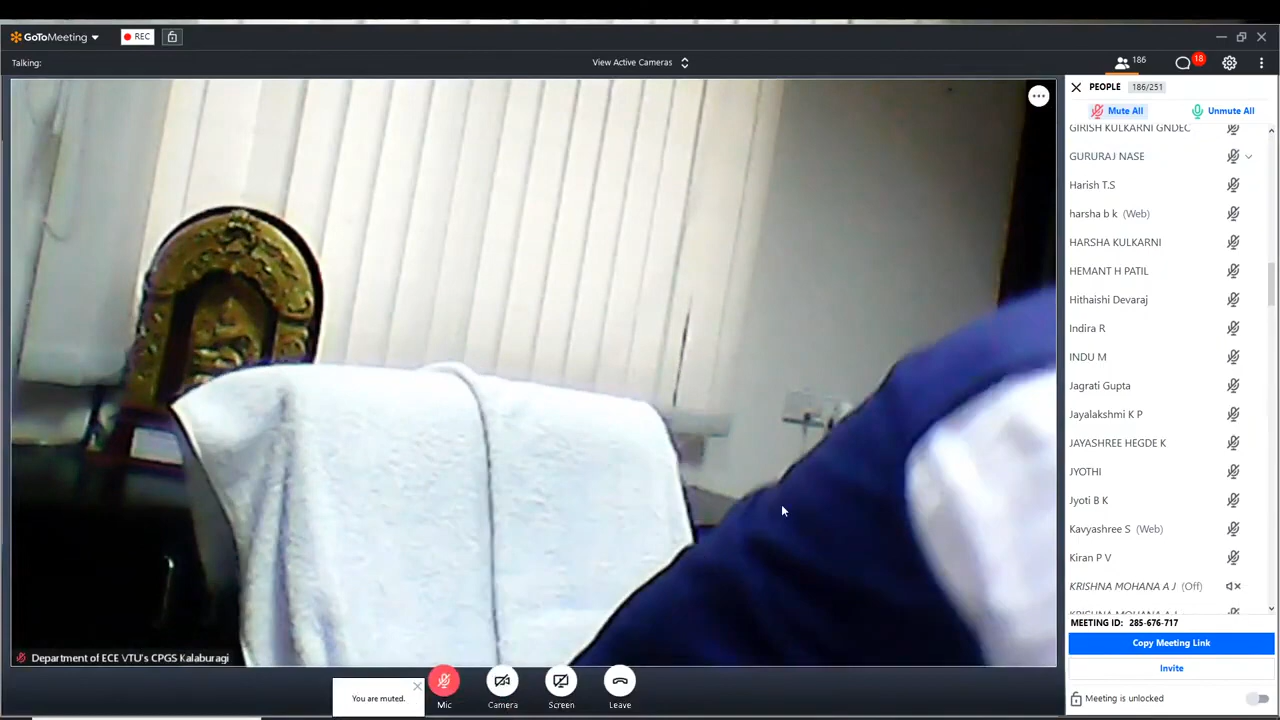 GoToMeeting
REC
Talking:
View Active Cameras
186
18
PEOPLE 186/251
Mute All
Unmute All
GIRISH KULKARNI GNDEC
GURURAJ NASE
Harish T.S
harsha b k (Web)
HARSHA KULKARNI
HEMANT H PATIL
Hithaishi Devaraj
Indira R
INDU M
Jagrati Gupta
Jayalakshmi K P
JAYASHREE HEGDE K
JYOTHI
Jyoti B K
Kavyashree S (Web)
Kiran P V
KRISHNA MOHANA A J (Off)
KRISHNA MOHANA A J
MEETING ID: 285-676-717
Copy Meeting Link
Invite
Meeting is unlocked
Department of ECE VTU's CPGS Kalaburagi
You are muted.
Mic
Camera
Screen
Leave